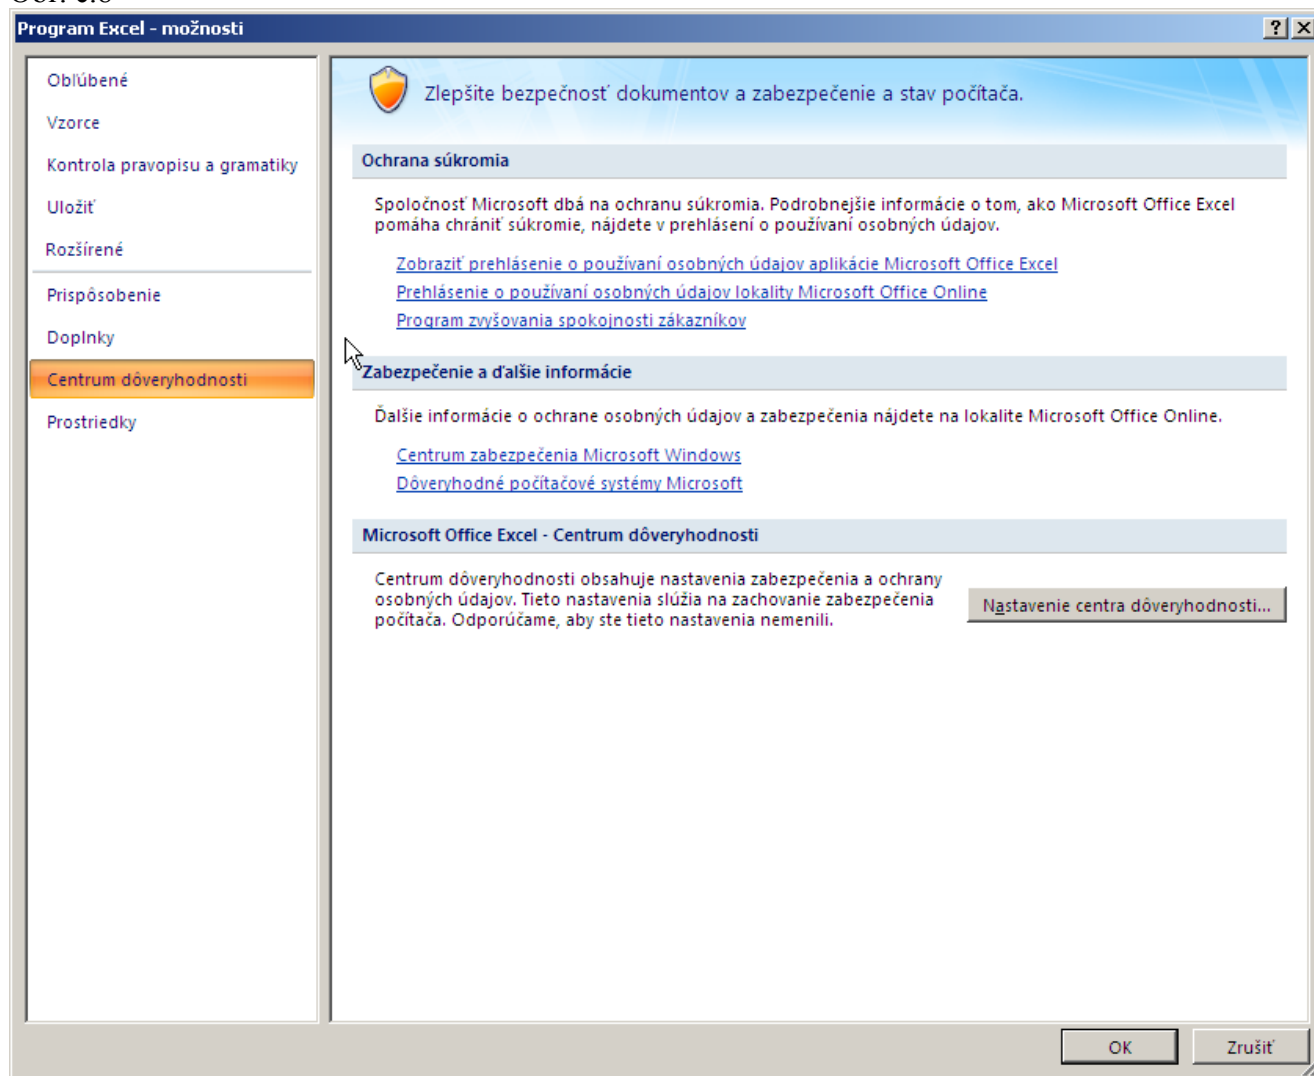 Program Excel - možnosti
Obľúbené
Vzorce
Kontrola pravopisu a gramatiky
Uložiť
Rozšírené
Prispôsobenie
Doplnky
Centrum dôveryhodnosti
Prostriedky
Zlepšite bezpečnosť dokumentov a zabezpečenie a stav počítača.
Ochrana súkromia
Spoločnosť Microsoft dbá na ochranu súkromia. Podrobnejšie informácie o tom, ako Microsoft Office Excel
pomáha chrániť súkromie, nájdete v prehlásení o používaní osobných údajov.
Zobraziť prehlásenie o používaní osobných údajov aplikácie Microsoft Office Excel
Prehlásenie o používaní osobných údajov lokality Microsoft Office Online
Program zvyšovania spokojnosti zákazníkov
Zabezpečenie a ďalšie informácie
Ďalšie informácie o ochrane osobných údajov a zabezpečenia nájdete na lokalite Microsoft Office Online.
Centrum zabezpečenia Microsoft Windows
Dôveryhodné počítačové systémy Microsoft
Microsoft Office Excel - Centrum dôveryhodnosti
Centrum dôveryhodnosti obsahuje nastavenia zabezpečenia a ochrany
osobných údajov. Tieto nastavenia slúžia na zachovanie zabezpečenia
počítača. Odporúčame, aby ste tieto nastavenia nemenili.
Nastavenie centra dôveryhodnosti...
OK
Zrušiť